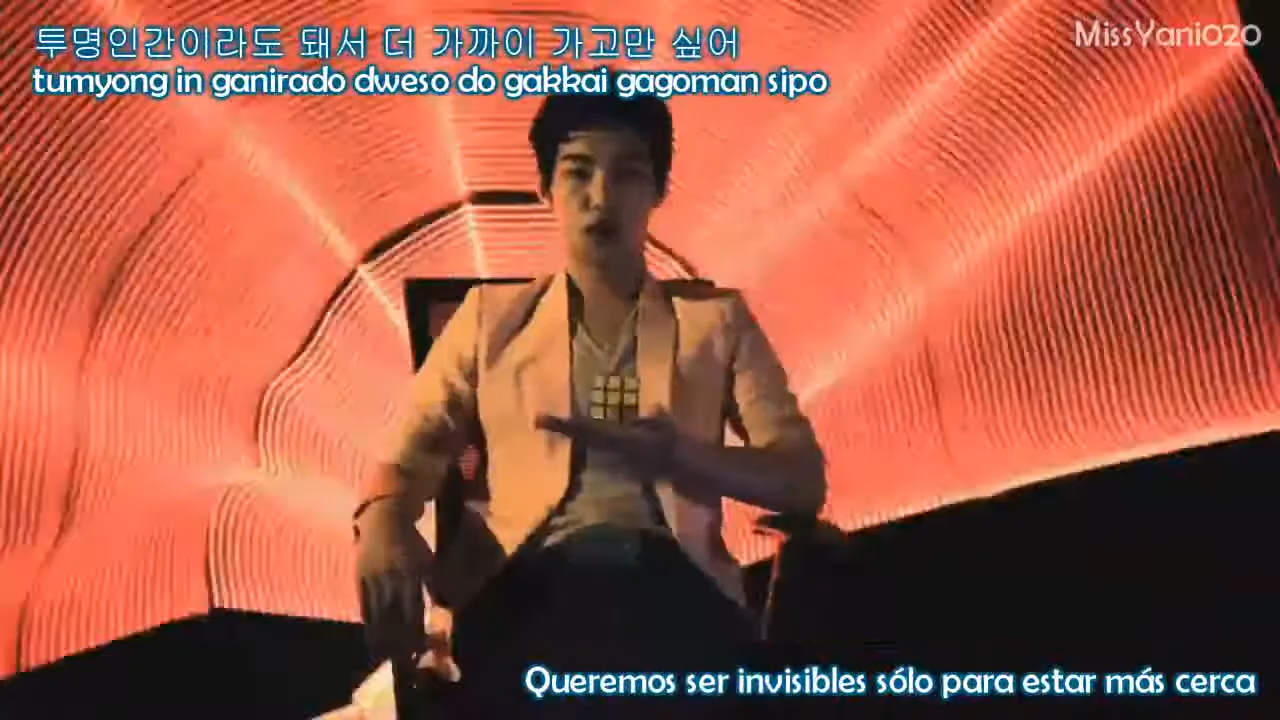 투명인간이라도 돼서 더 가까이 가고만 싶어
MissYani020
tumyong in ganirado dweso do gakkai gagoman sipo
Queremos ser invisibles sólo para estar más cerca